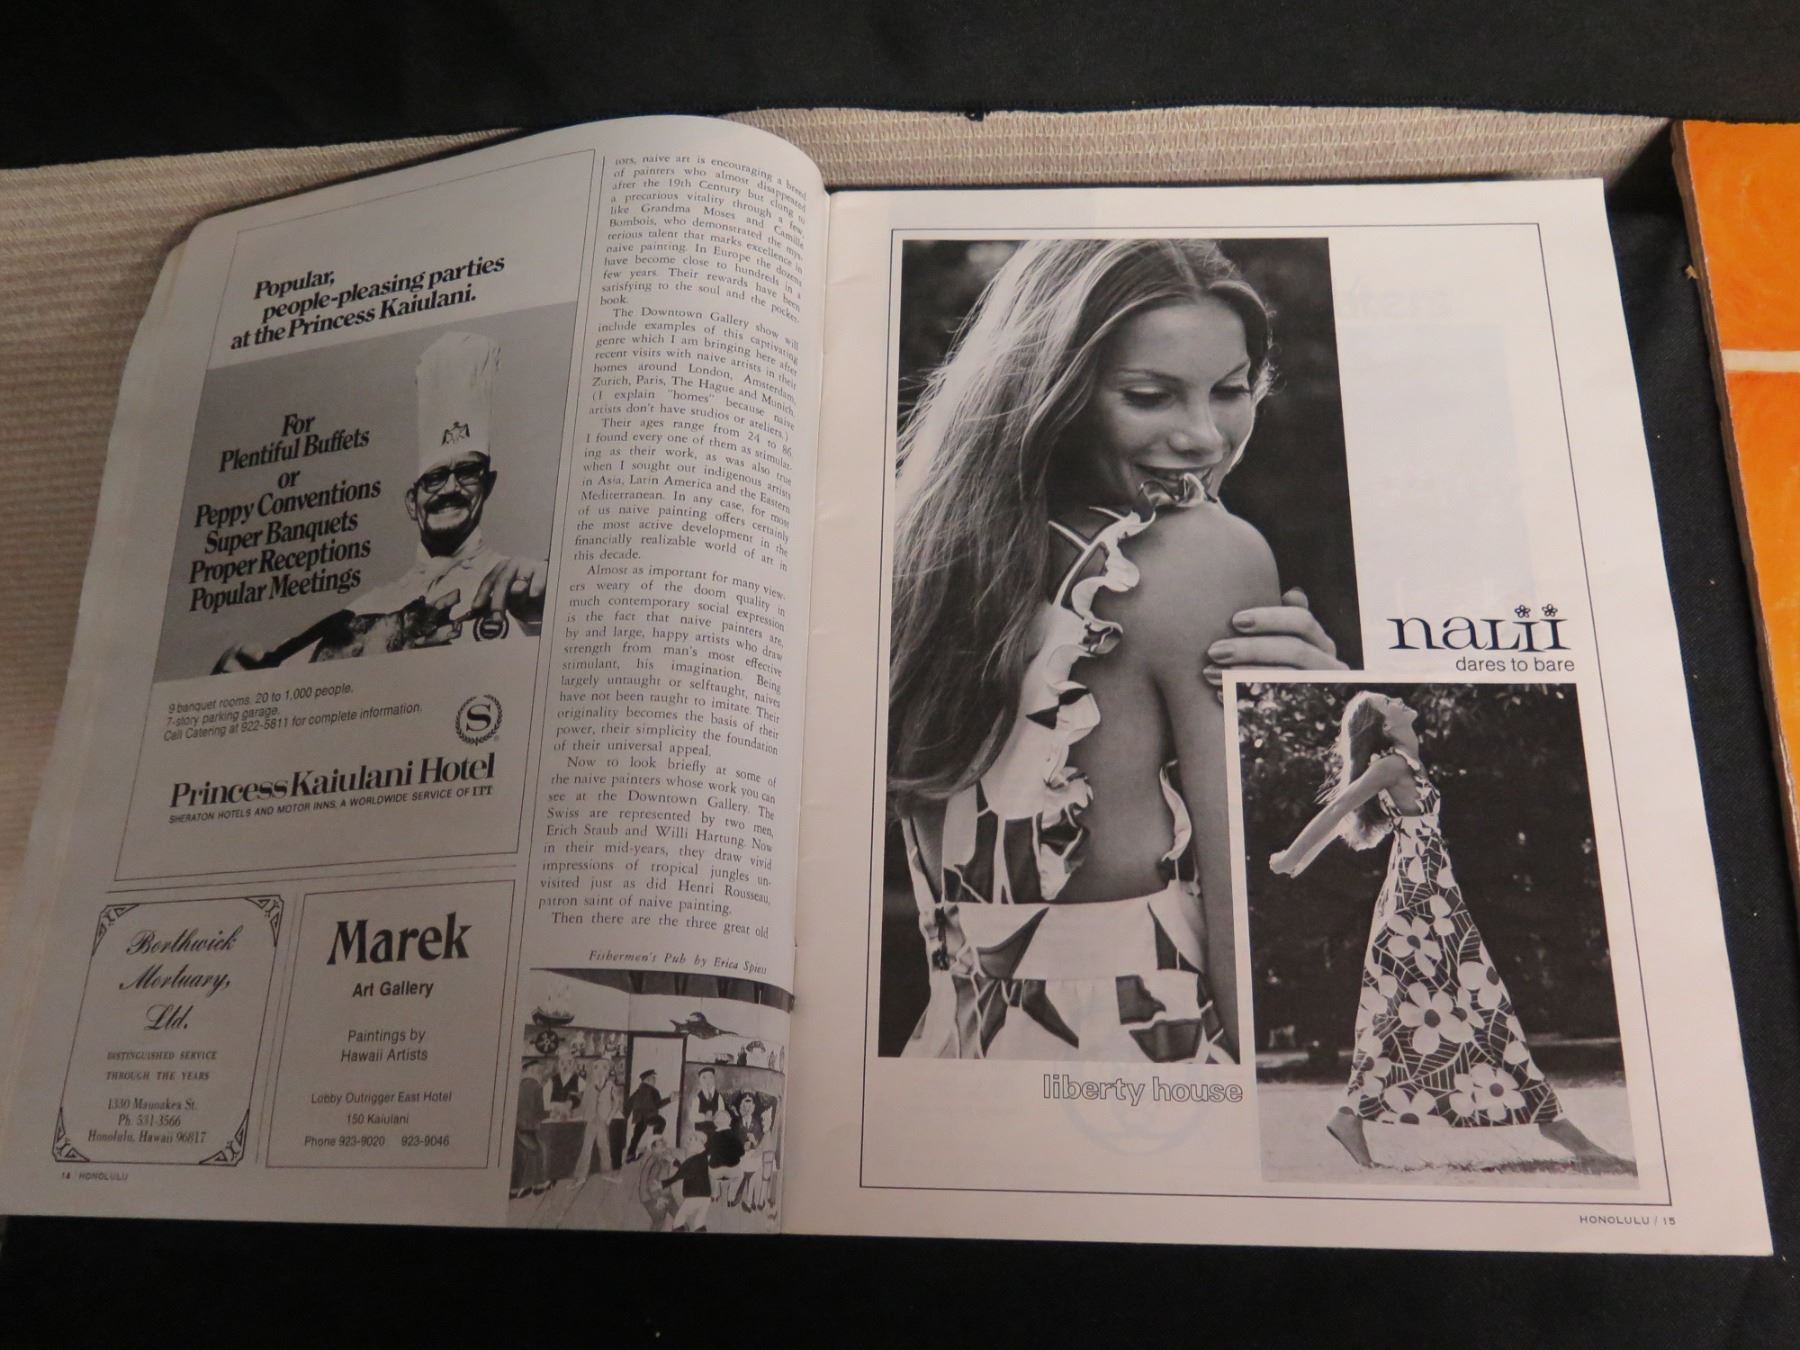 Popular,
people-pleasing parties
at the Princess Kaiulani.
For
Plentiful Buffets
or
Peppy Conventions
Super Banquets
Proper Receptions
Popular Meetings
9 banquet rooms. 20 to 1,000 people.
7-story parking garage.
Call Catering at 922-5811 for complete information.
S
Princess Kaiulani Hotel
SHERATON HOTELS AND MOTOR INNS, A WORLDWIDE SERVICE OF ITT
Borthwick
Mortuary,
Ltd.
DISTINGUISHED SERVICE
THROUGH THE YEARS
1330 Maunakea St.
Ph. 531-3566
Honolulu, Hawaii 96817
Marek
Art Gallery
Paintings by
Hawaii Artists
Lobby Outrigger East Hotel
150 Kaiulani
Phone 923-9020 923-9046
14 / HONOLULU
tors, naive art is encouraging a breed
of painters who almost disappeared
after the 19th Century but clung to
a precarious vitality through a few,
like Grandma Moses and Camille
Bombois, who demonstrated the mys-
terious talent that marks excellence in
naive painting. In Europe the dozens
have become close to hundreds in a
few years. Their rewards have been
satisfying to the soul and the pocket-
book.
The Downtown Gallery show will
include examples of this captivating
genre which I am bringing here after
recent visits with naive artists in their
homes around London, Amsterdam,
Zurich, Paris, The Hague and Munich.
(I explain "homes" because naive
artists don't have studios or ateliers.)
Their ages range from 24 to 86.
I found every one of them as stimulat-
ing as their work, as was also true
when I sought out indigenous artists
in Asia, Latin America and the Eastern
Mediterranean. In any case, for most
of us naive painting offers certainly
the most active development in the
financially realizable world of art in
this decade.
Almost as important for many view-
ers weary of the doom quality in
much contemporary social expression
is the fact that naive painters are,
by and large, happy artists who draw
strength from man's most effective
stimulant, his imagination. Being
largely untaught or selftaught, naives
have not been taught to imitate. Their
originality becomes the basis of their
power, their simplicity the foundation
of their universal appeal.
Now to look briefly at some of
the naive painters whose work you can
see at the Downtown Gallery. The
Swiss are represented by two men,
Erich Staub and Willi Hartung. Now
in their mid-years, they draw vivid
impressions of tropical jungles un-
visited just as did Henri Rousseau,
patron saint of naive painting.
Then there are the three great old
Fishermen's Pub by Erica Spiess
nalii
dares to bare
liberty house
HONOLULU / 15